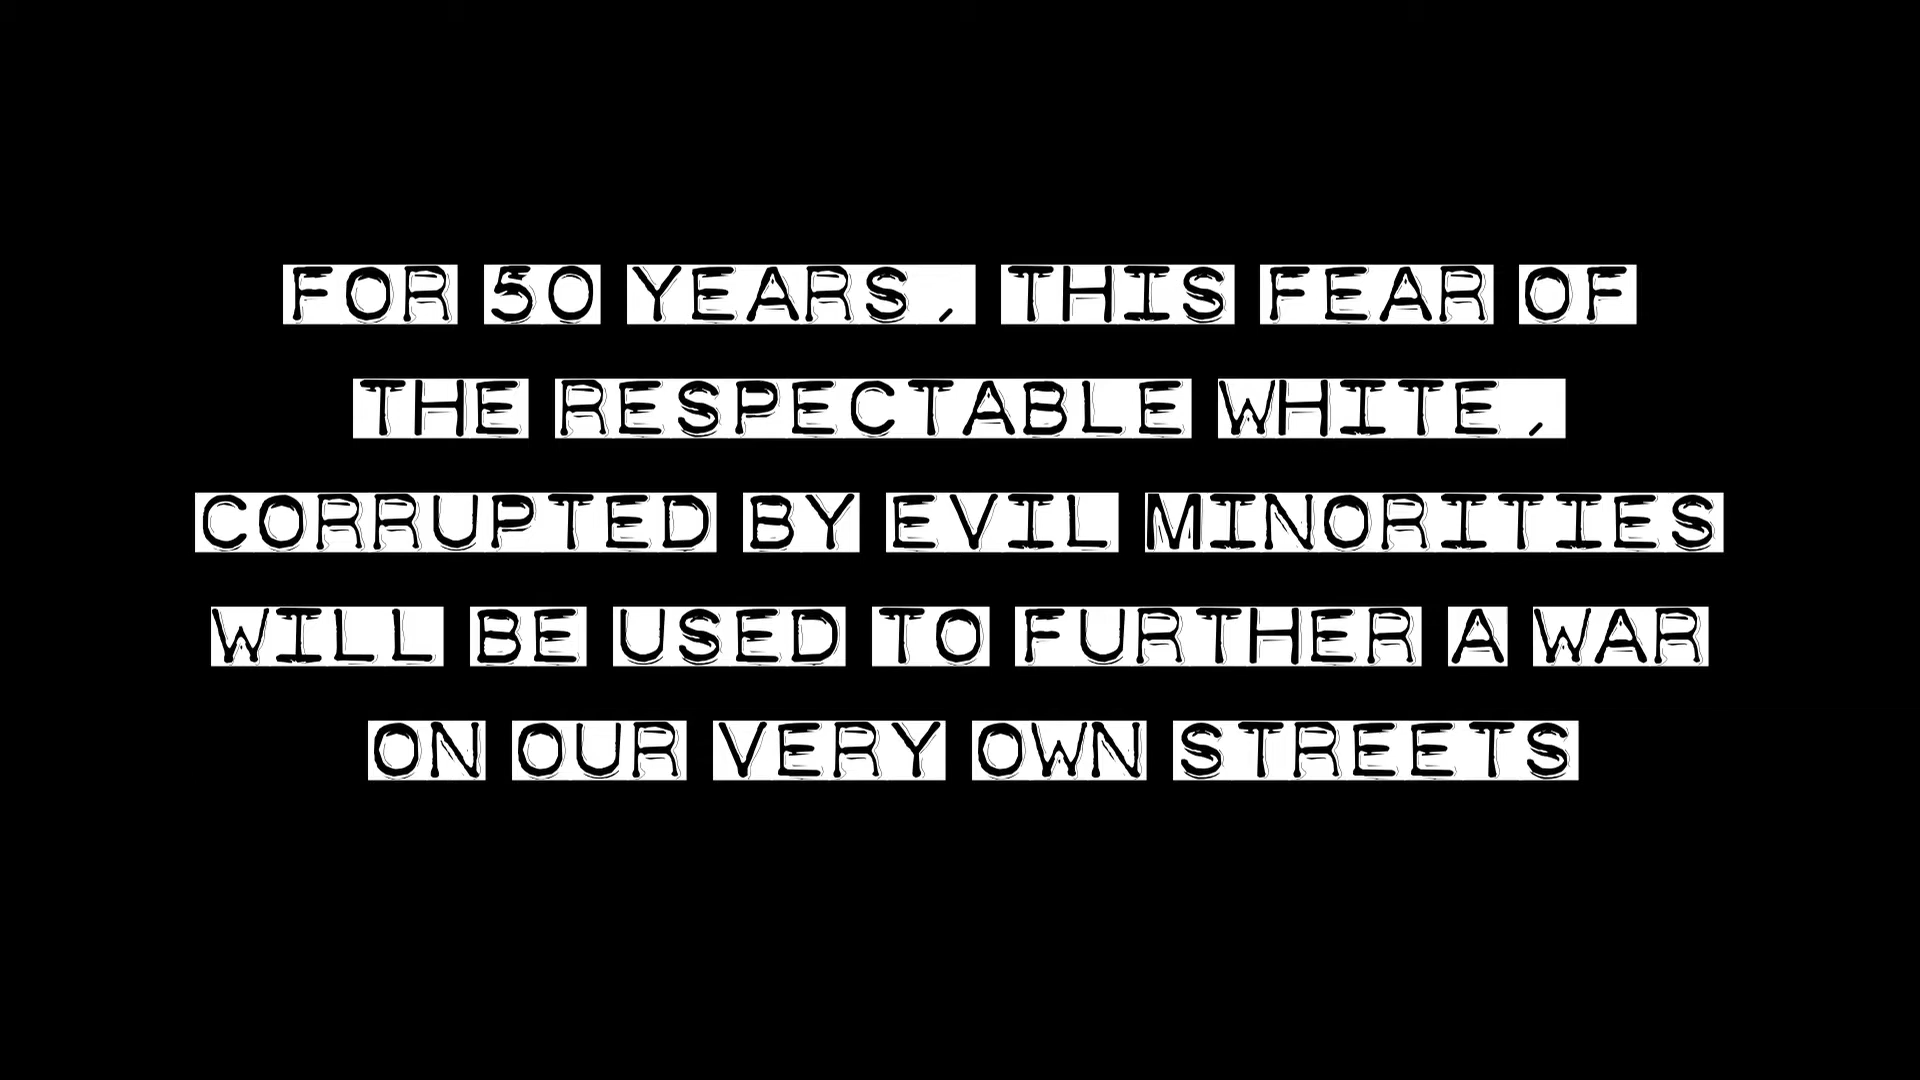 FOR 50 YEARS, THIS FEAR OF
THE RESPECTABLE WHITE,
CORRUPTED BY EVIL MINORITIES
WILL BE USED TO FURTHER A WAR
ON OUR VERY OWN STREETS